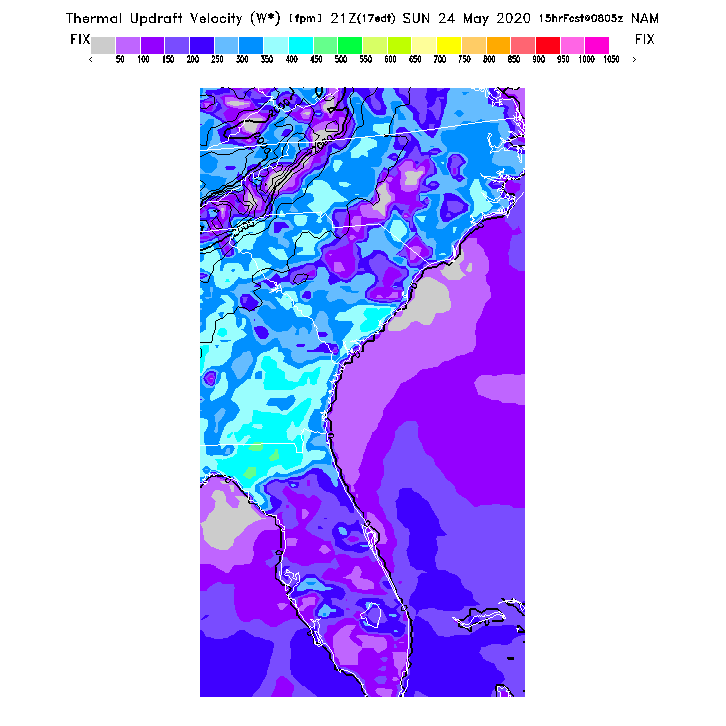 Thermal Updraft Velocity (W*) [fpm] 21Z(17edt) SUN 24 May 2020 15hrFcst@0805z NAM
FIX FIX
< 50 100 150 200 250 300 350 400 450 500 550 600 650 700 750 800 850 900 950 1000 1050 >